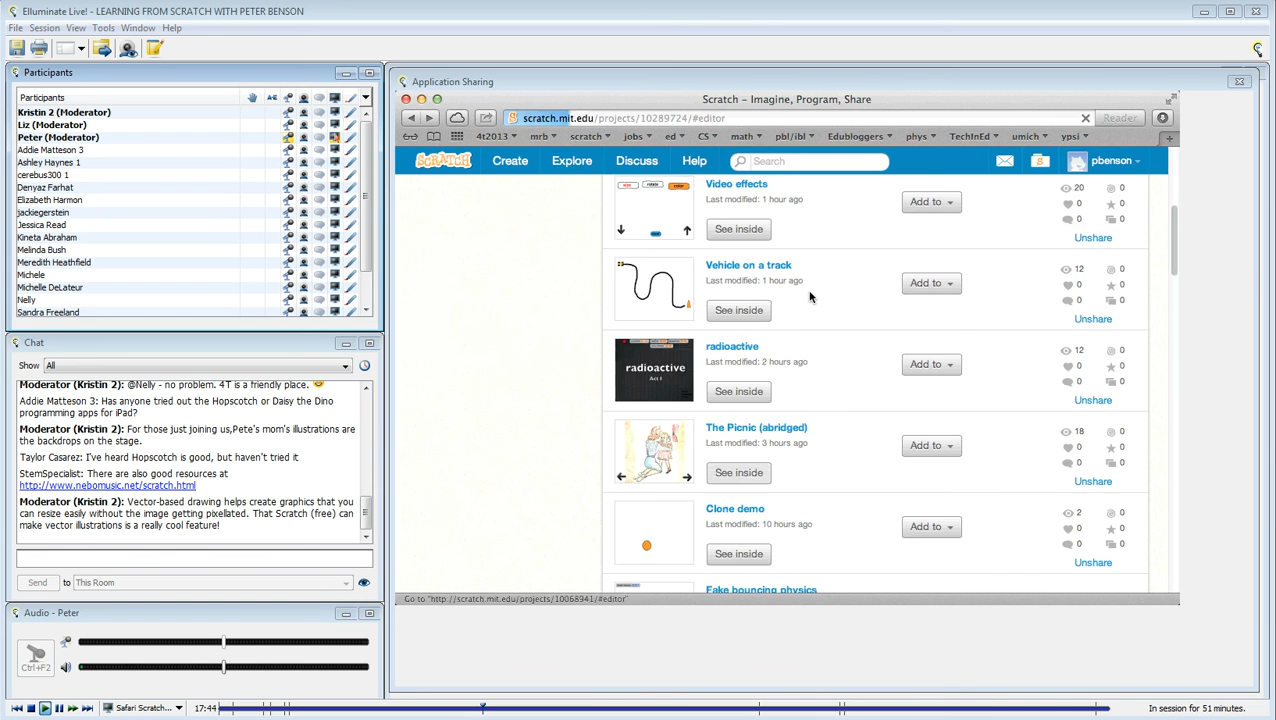 Elluminate Live! - LEARNING FROM SCRATCH WITH PETER BENSON
File Session View Tools Window Help
Participants
Participants
Kristin 2 (Moderator)
Liz (Moderator)
Peter (Moderator)
Addie Matteson 3
Ashley Haynes 1
cerebus300 1
Denyaz Farhat
Elizabeth Harmon
jackiegerstein
Jessica Read
Kineta Abraham
Melinda Bush
Meredith Heathfield
Michele
Michelle DeLateur
Nelly
Sandra Freeland
Chat
Show All
Moderator (Kristin 2): @Nelly - no problem. 4T is a friendly place.
Addie Matteson 3: Has anyone tried out the Hopscotch or Daisy the Dino
programming apps for iPad?
Moderator (Kristin 2): For those just joining us,Pete's mom's illustrations are
the backdrops on the stage.
Taylor Casarez: I've heard Hopscotch is good, but haven't tried it
StemSpecialist: There are also good resources at
http://www.nebomusic.net/scratch.html
Moderator (Kristin 2): Vector-based drawing helps create graphics that you
can resize easily without the image getting pixellated. That Scratch (free) can
make vector illustrations is a really cool feature!
Send to This Room
Audio - Peter
Ctrl+F2
Application Sharing
Scratch - Imagine, Program, Share
scratch.mit.edu/projects/10289724/#editor
Reader
4t2013 mrb scratch jobs ed CS math pbl/ibl Edubloggers phys TechInEd umich ypsi
SCRATCH Create Explore Discuss Help Search pbenson
size rotate color
Video effects
Last modified: 1 hour ago
See inside
Add to
20 0
0 0
0 0
Unshare
Vehicle on a track
Last modified: 1 hour ago
See inside
Add to
12 0
0 0
0 0
Unshare
radioactive
Act I
radioactive
Last modified: 2 hours ago
See inside
Add to
12 0
0 0
0 0
Unshare
The Picnic (abridged)
Last modified: 3 hours ago
See inside
Add to
18 0
0 0
0 0
Unshare
Clone demo
Last modified: 10 hours ago
See inside
Add to
2 0
0 0
0 0
Unshare
Fake bouncing physics
Go to "http://scratch.mit.edu/projects/10068941/#editor"
Safari Scratch... 17:44 In session for 51 minutes.